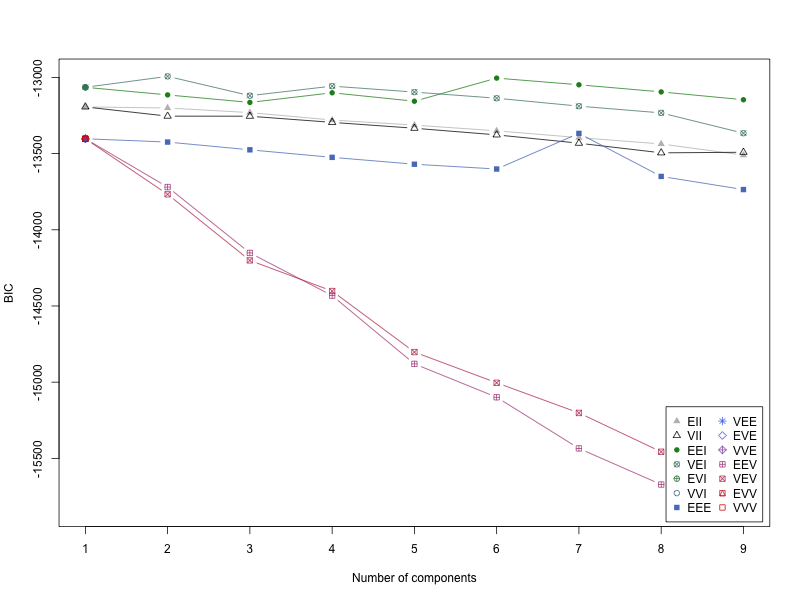 -13000
-13500
-14000
-14500
-15000
-15500
BIC
EII VEE
VII EVE
EEI VVE
VEI EEV
EVI VEV
VVI EVV
EEE VVV
1 2 3 4 5 6 7 8 9
Number of components